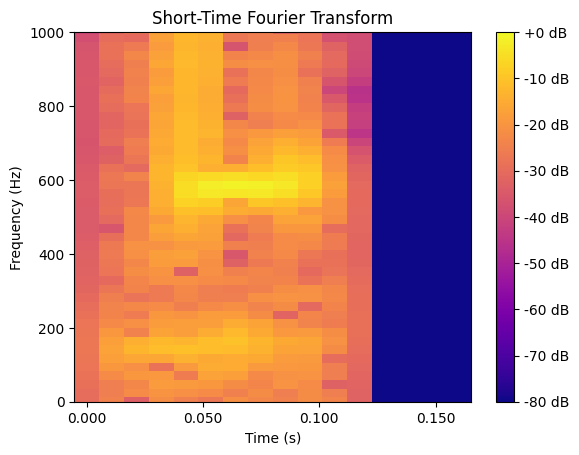 Short-Time Fourier Transform
1000
800
600
400
200
0
Frequency (Hz)
0.000
0.050
0.100
0.150
Time (s)
+0 dB
-10 dB
-20 dB
-30 dB
-40 dB
-50 dB
-60 dB
-70 dB
-80 dB